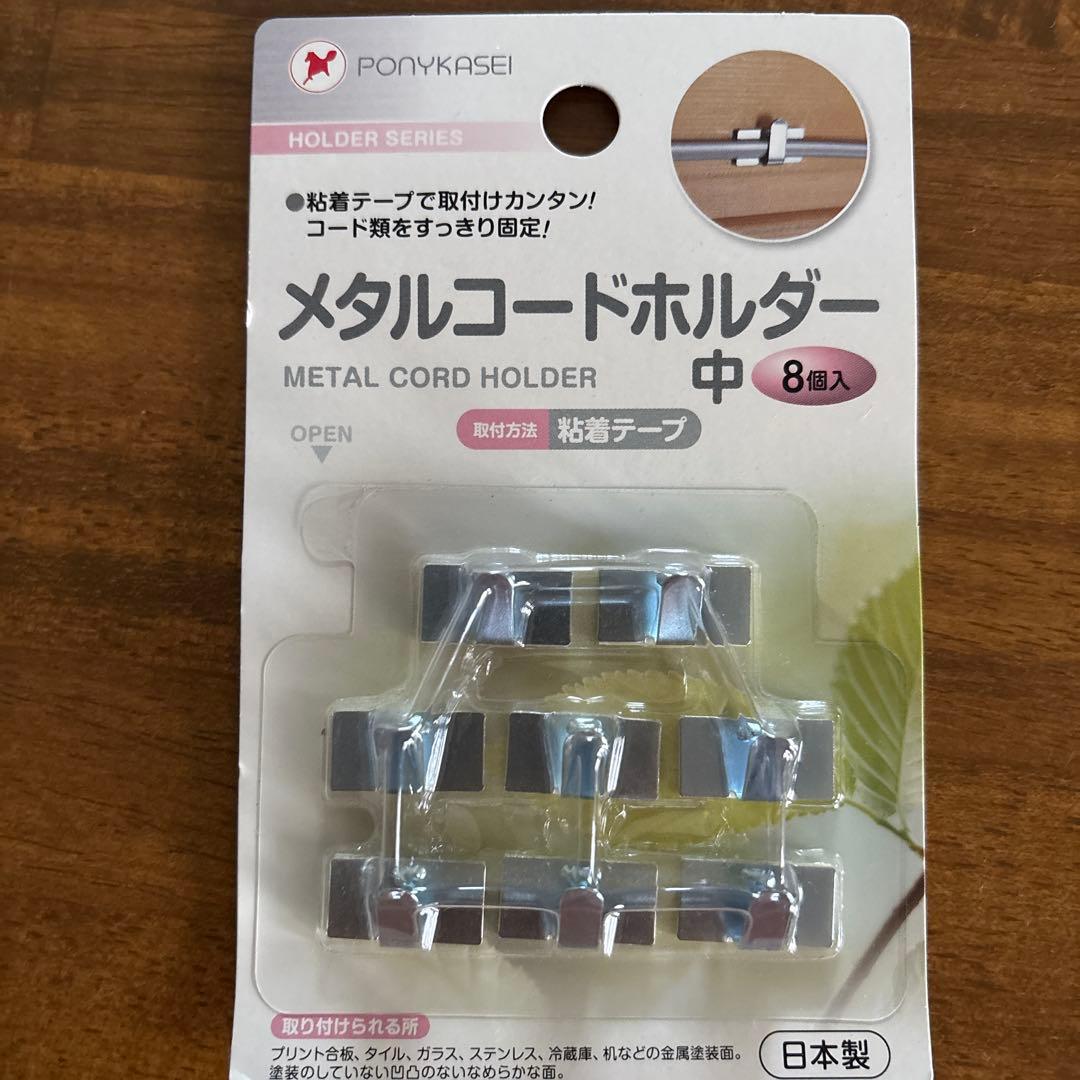 PONYKASEI
HOLDER SERIES
●粘着テープで取付けカンタン!
コード類をすっきり固定!
メタルコードホルダー
METAL CORD HOLDER
中 8個入
取付方法 粘着テープ
OPEN
取り付けられる所
プリント合板、タイル、ガラス、ステンレス、冷蔵庫、机などの金属塗装面。
塗装のしていない凹凸のないなめらかな面。
日本製